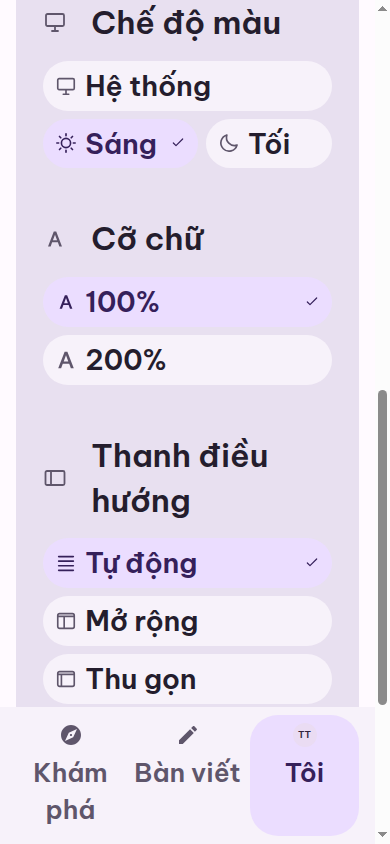 Chế độ màu
Hệ thống
Sáng
Tối
A
Cỡ chữ
A
100%
A
200%
Thanh điều
hướng
Tự động
Mở rộng
Thu gọn
TT
Khám
phá
Bàn viết
Tôi